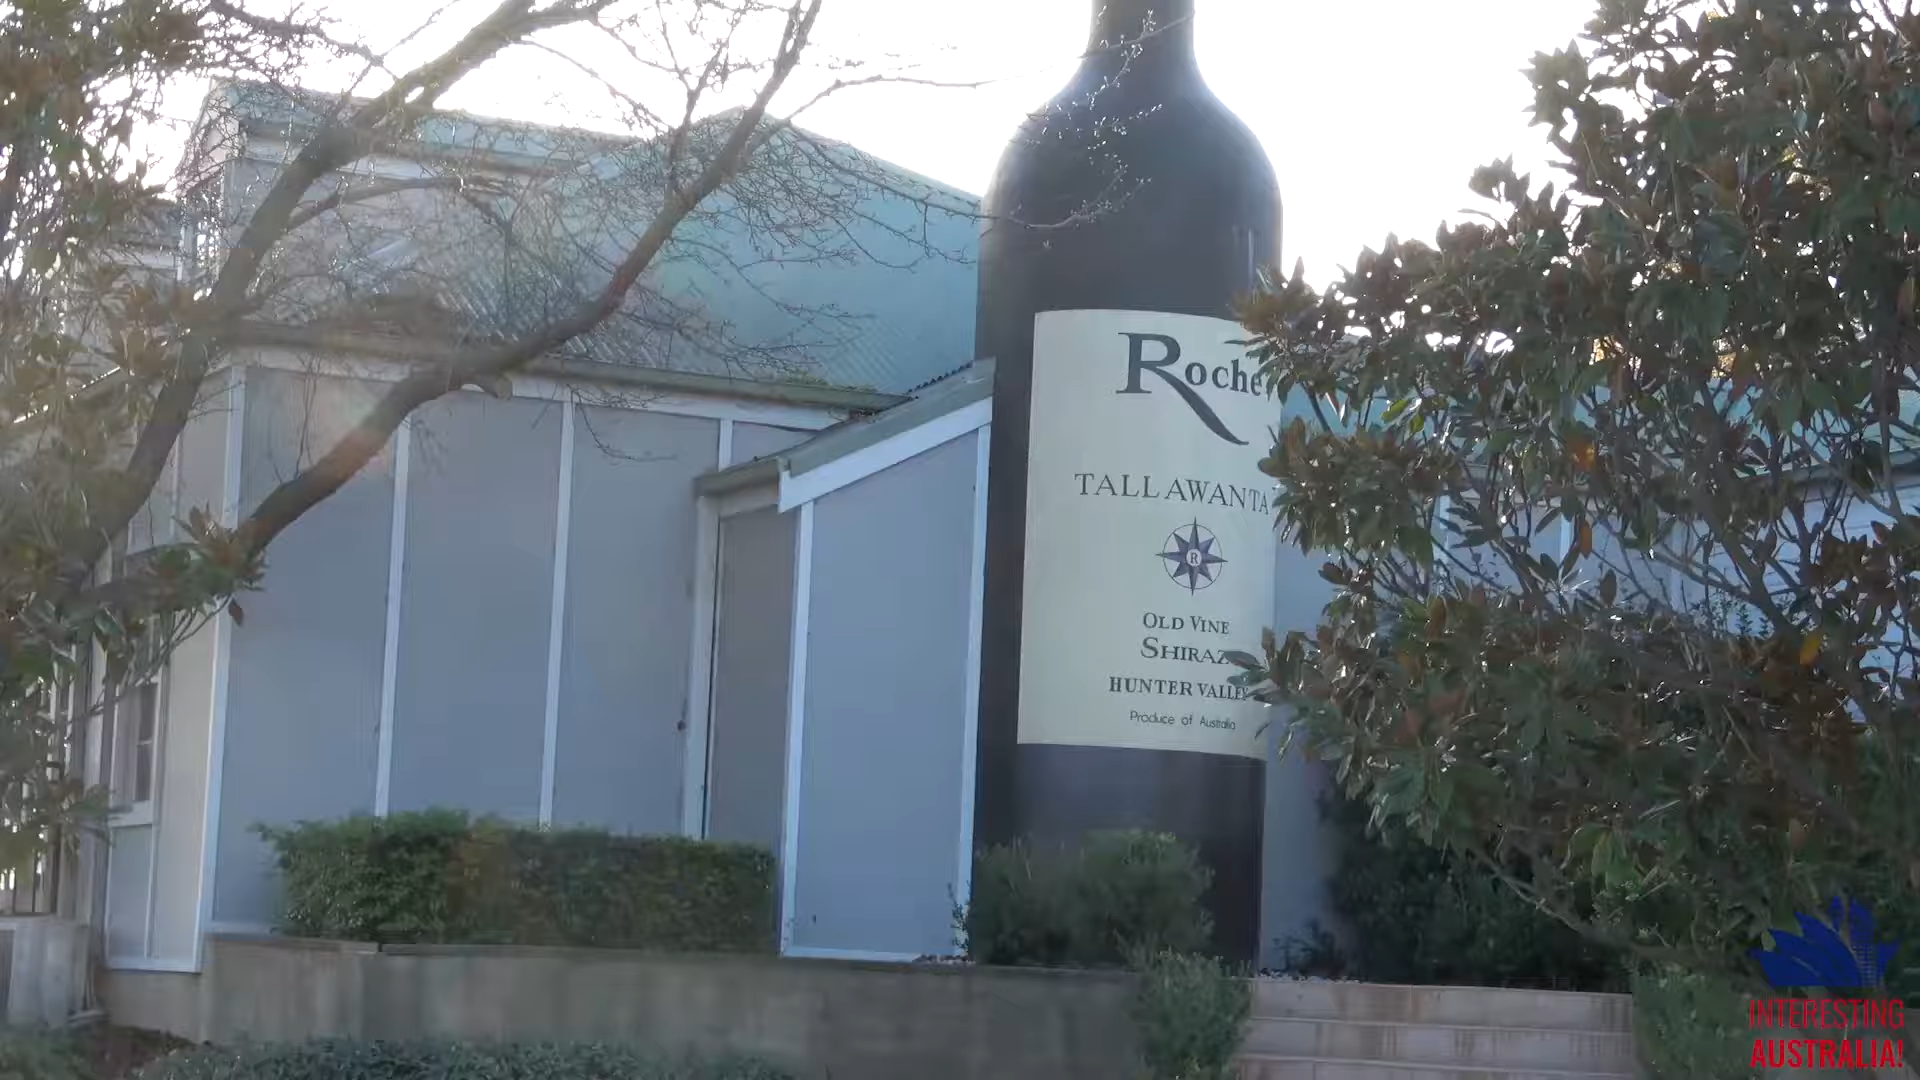 Roche
TALLAWANTA
R
OLD VINE
SHIRAZ
HUNTER VALLEY
Produce of Australia
INTERESTING
AUSTRALIA!